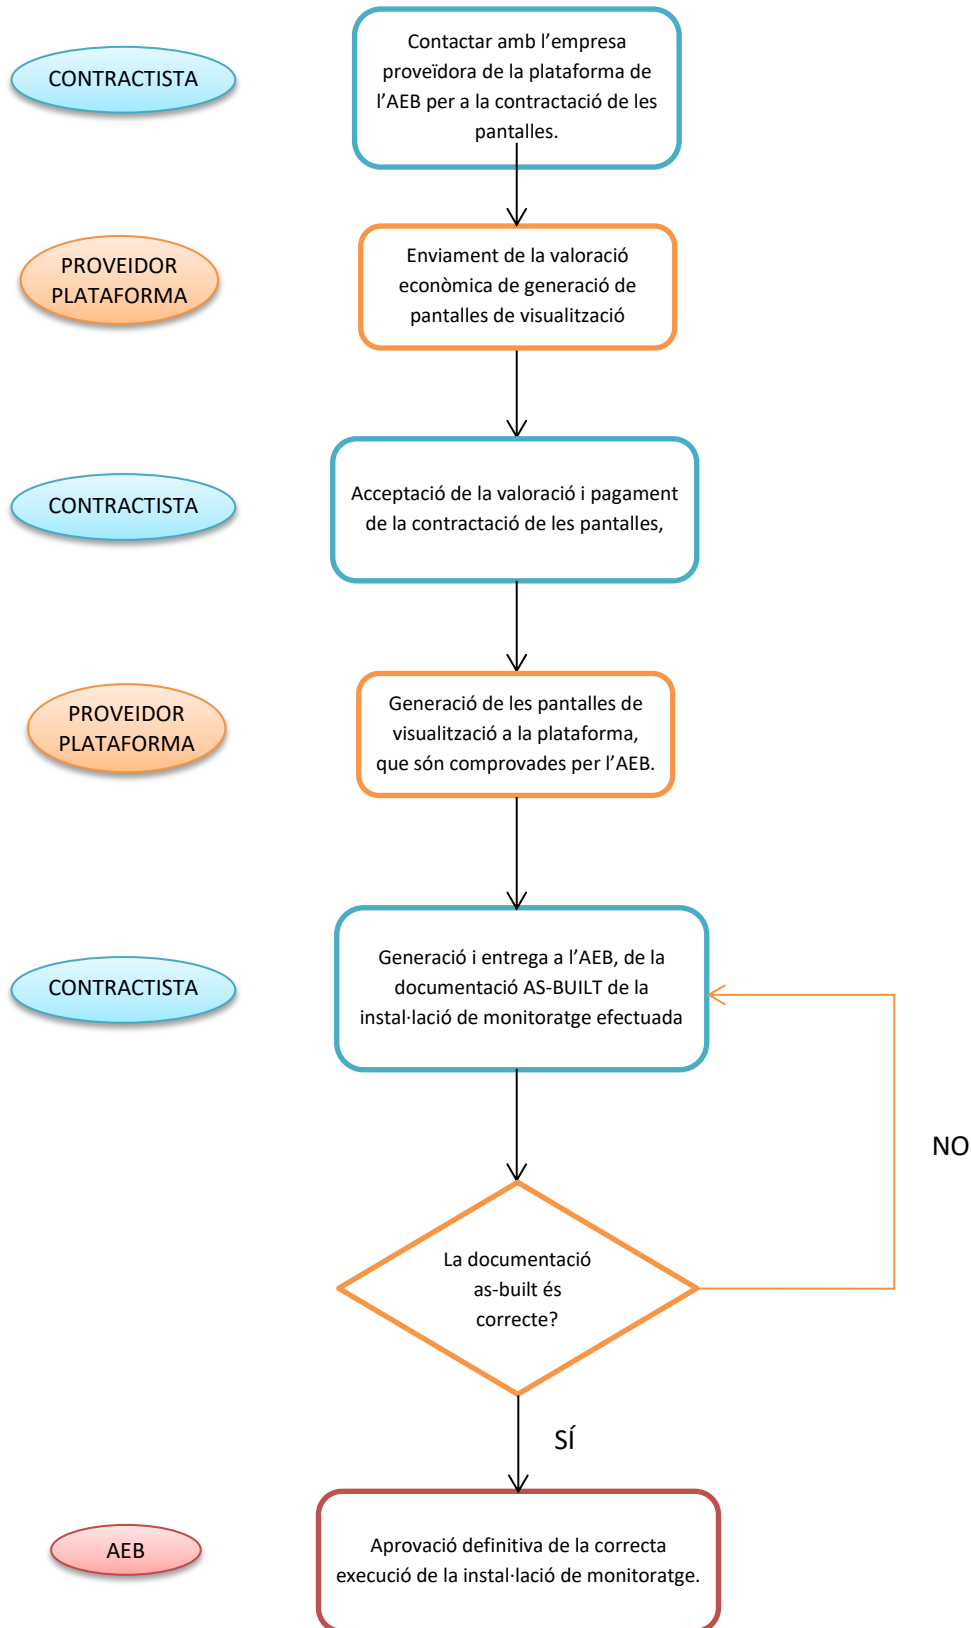 CONTRACTISTA
Contactar amb l’empresa
proveïdora de la plataforma de
l’AEB per a la contractació de les
pantalles.
PROVEIDOR
PLATAFORMA
Enviament de la valoració
econòmica de generació de
pantalles de visualització
CONTRACTISTA
Acceptació de la valoració i pagament
de la contractació de les pantalles,
PROVEIDOR
PLATAFORMA
Generació de les pantalles de
visualització a la plataforma,
que són comprovades per l’AEB.
CONTRACTISTA
Generació i entrega a l’AEB, de la
documentació AS-BUILT de la
instal·lació de monitoratge efectuada
NO
La documentació
as-built és
correcte?
SÍ
AEB
Aprovació definitiva de la correcta
execució de la instal·lació de monitoratge.